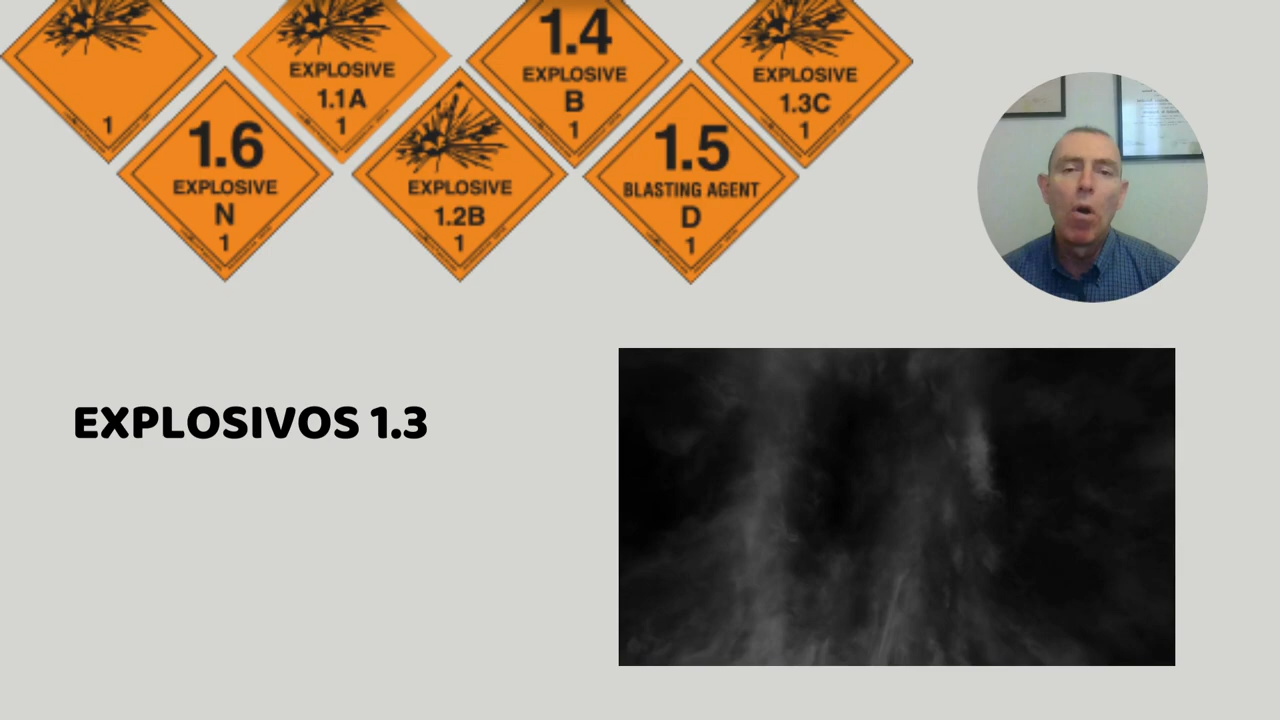 1
EXPLOSIVE
1.1A
1
1.4
EXPLOSIVE
B
1
EXPLOSIVE
1.3C
1
1.6
EXPLOSIVE
N
1
EXPLOSIVE
1.2B
1
1.5
BLASTING AGENT
D
1
EXPLOSIVOS 1.3